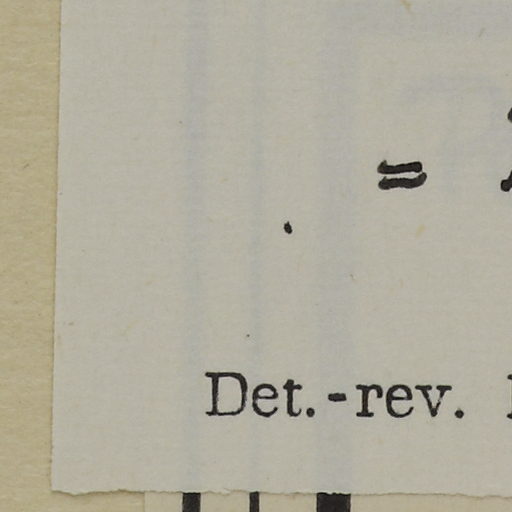 =
Det.-rev.